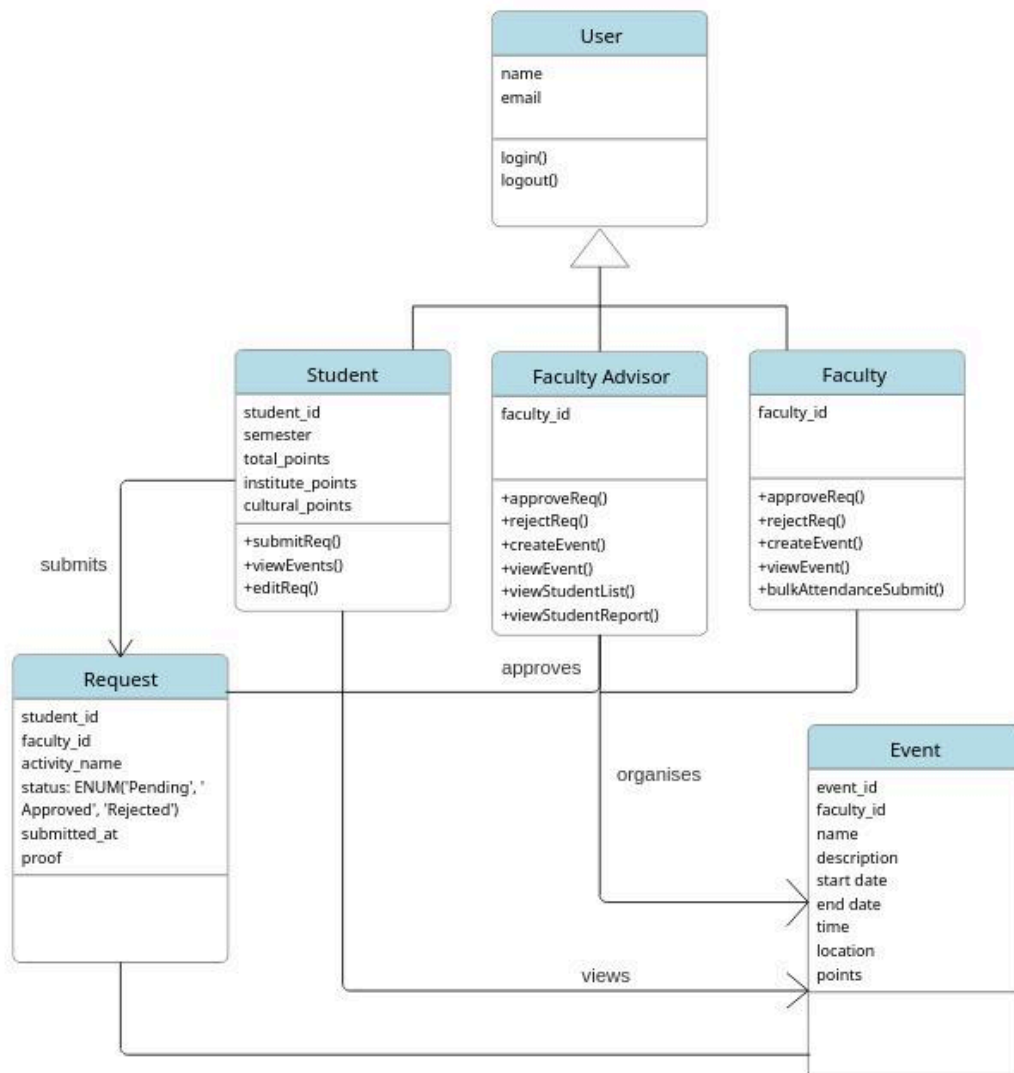 User
name
email
login()
logout()
Student
student_id
semester
total_points
institute_points
cultural_points
+submitReq()
+viewEvents()
+editReq()
Faculty Advisor
faculty_id
+approveReq()
+rejectReq()
+createEvent()
+viewEvent()
+viewStudentList()
+viewStudentReport()
Faculty
faculty_id
+approveReq()
+rejectReq()
+createEvent()
+viewEvent()
+bulkAttendanceSubmit()
submits
approves
Request
student_id
faculty_id
activity_name
status: ENUM('Pending', '
Approved', 'Rejected')
submitted_at
proof
organises
views
Event
event_id
faculty_id
name
description
start date
end date
time
location
points